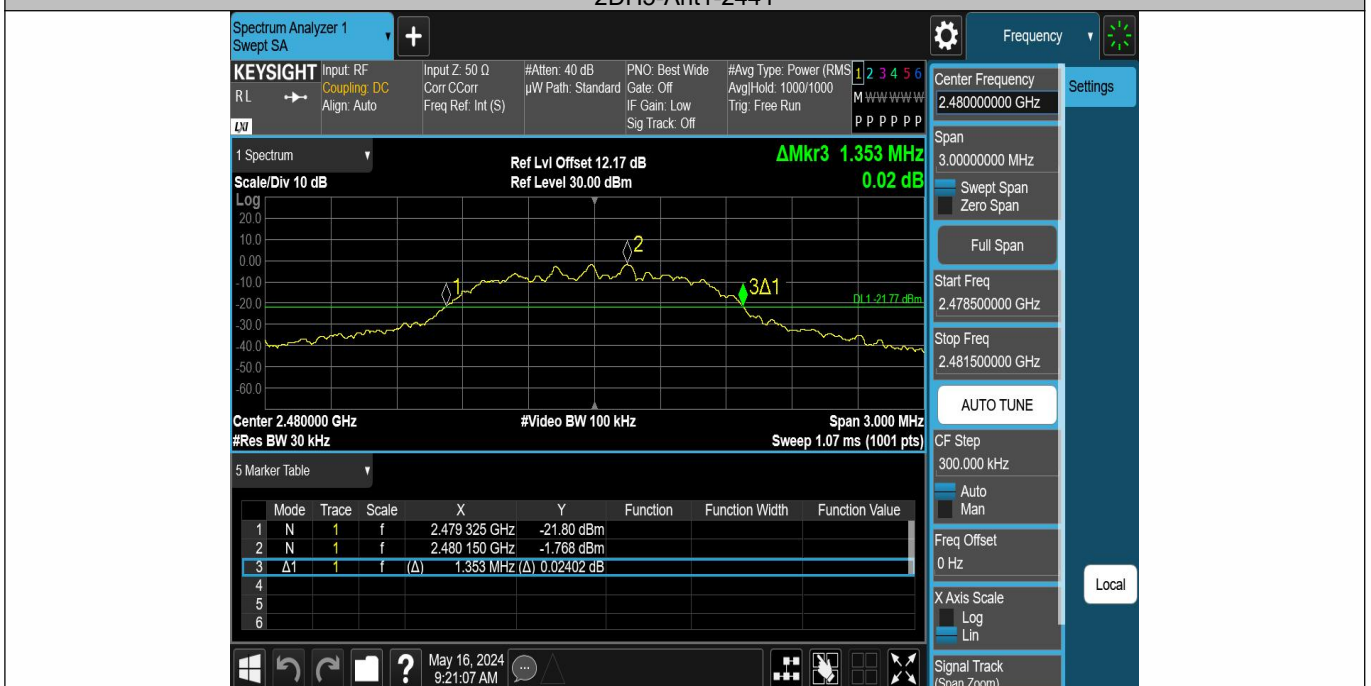 2DH5-Ant1-2441
Spectrum Analyzer 1
Swept SA
+
Frequency
KEYSIGHT
RL
LXI
Input: RF
Coupling: DC
Align: Auto
Input Z: 50 Ω
Corr CCorr
Freq Ref: Int (S)
#Atten: 40 dB
µW Path: Standard
PNO: Best Wide
Gate: Off
IF Gain: Low
Sig Track: Off
#Avg Type: Power (RMS
Avg|Hold: 1000/1000
Trig: Free Run
1 2 3 4 5 6
M W W W W W
P P P P P P
1 Spectrum
Scale/Div 10 dB
Ref Lvl Offset 12.17 dB
Ref Level 30.00 dBm
ΔMkr3 1.353 MHz
0.02 dB
Log
20.0
10.0
0.00
-10.0
-20.0
-30.0
-40.0
-50.0
-60.0
1
2
3Δ1
DL1 -21.77 dBm
Center 2.480000 GHz
#Res BW 30 kHz
#Video BW 100 kHz
Span 3.000 MHz
Sweep 1.07 ms (1001 pts)
5 Marker Table
Mode Trace Scale X Y Function Function Width Function Value
1 N 1 f 2.479 325 GHz -21.80 dBm
2 N 1 f 2.480 150 GHz -1.768 dBm
3 Δ1 1 f (Δ) 1.353 MHz (Δ) 0.02402 dB
4
5
6
?
May 16, 2024
9:21:07 AM
Center Frequency
2.480000000 GHz
Settings
Span
3.00000000 MHz
Swept Span
Zero Span
Full Span
Start Freq
2.478500000 GHz
Stop Freq
2.481500000 GHz
AUTO TUNE
CF Step
300.000 kHz
Auto
Man
Freq Offset
0 Hz
X Axis Scale
Log
Lin
Local
Signal Track
(Span Zoom)